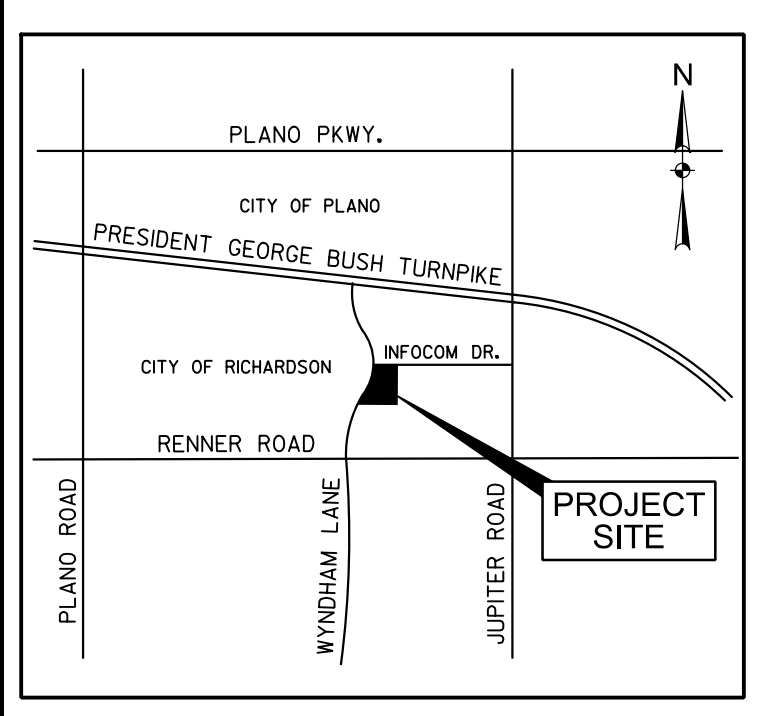 N
PLANO PKWY.
CITY OF PLANO
PRESIDENT GEORGE BUSH TURNPIKE
INFOCOM DR.
CITY OF RICHARDSON
RENNER ROAD
PROJECT
SITE
PLANO ROAD
WYNDHAM LANE
JUPITER ROAD